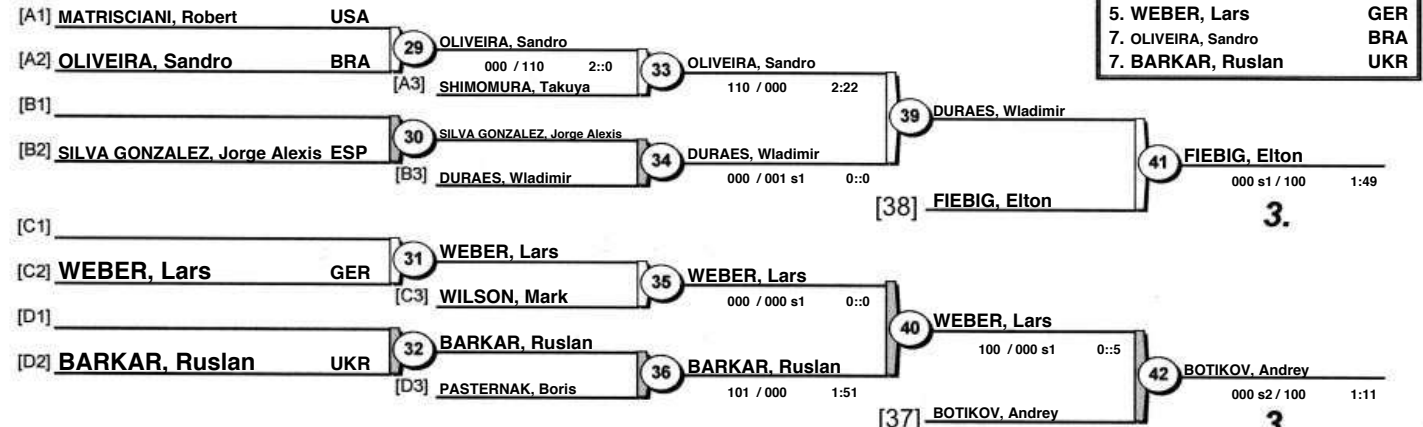 [A1] MATRISCIANI, Robert USA
5. WEBER, Lars GER
7. OLIVEIRA, Sandro BRA
7. BARKAR, Ruslan UKR
[A2] OLIVEIRA, Sandro BRA
29
OLIVEIRA, Sandro
000 / 110 2::0
[A3] SHIMOMURA, Takuya
33
OLIVEIRA, Sandro
110 / 000 2:22
[B1]
[B2] SILVA GONZALEZ, Jorge Alexis ESP
30
SILVA GONZALEZ, Jorge Alexis
[B3] DURAES, Wladimir
34
DURAES, Wladimir
000 / 001 s1 0::0
39
DURAES, Wladimir
[38] FIEBIG, Elton
41
FIEBIG, Elton
000 s1 / 100 1:49
3.
[C1]
[C2] WEBER, Lars GER
31
WEBER, Lars
[C3] WILSON, Mark
35
WEBER, Lars
000 / 000 s1 0::0
[D1]
[D2] BARKAR, Ruslan UKR
32
BARKAR, Ruslan
[D3] PASTERNAK, Boris
36
BARKAR, Ruslan
101 / 000 1:51
40
WEBER, Lars
100 / 000 s1 0::5
[37] BOTIKOV, Andrey
42
BOTIKOV, Andrey
000 s2 / 100 1:11
3.